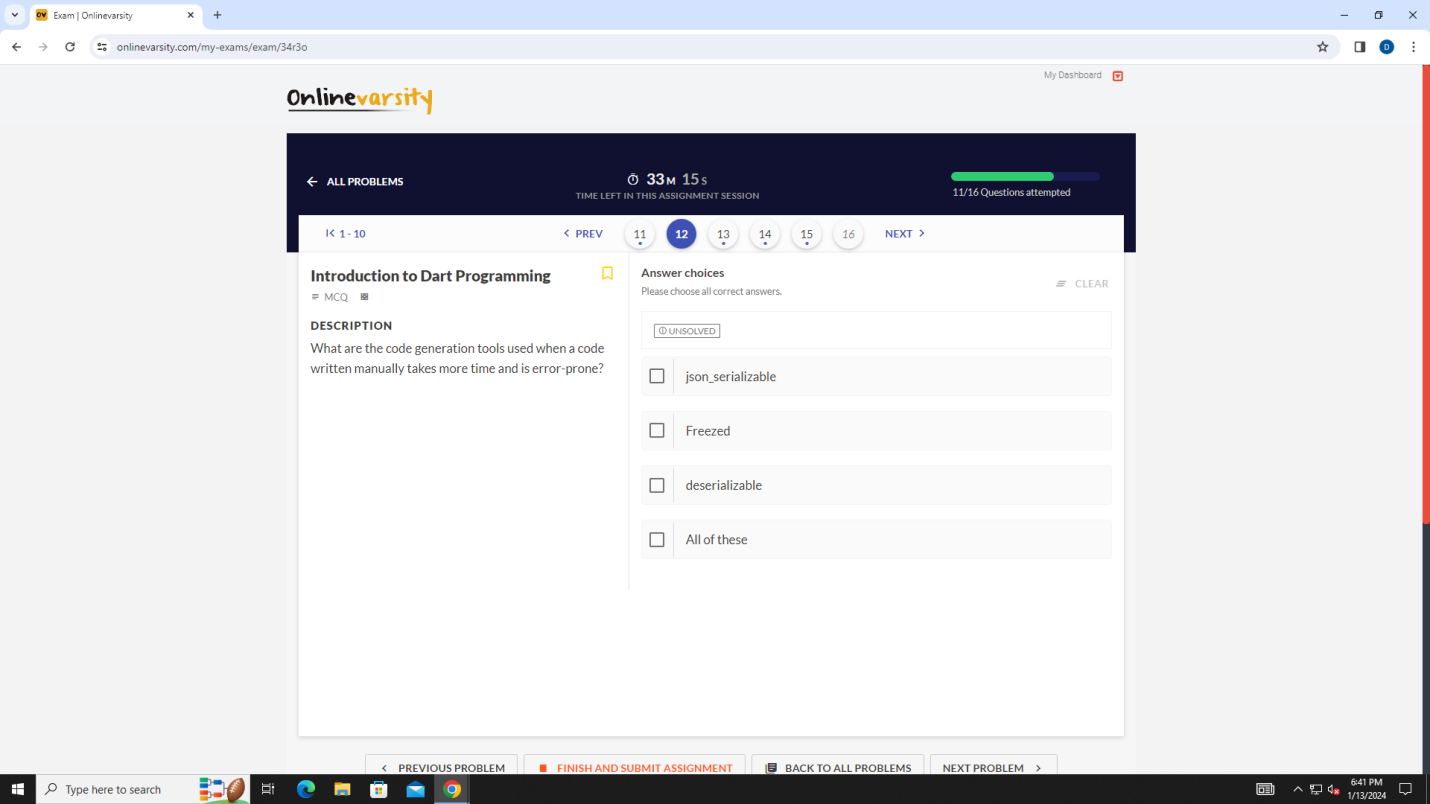 Exam | Onlinevarsity
onlinevarsity.com/my-exams/exam/34r3o
D
My Dashboard
Onlinevarsity
ALL PROBLEMS
33 M 15 S
TIME LEFT IN THIS ASSIGNMENT SESSION
11/16 Questions attempted
1 - 10
PREV
11
12
13
14
15
16
NEXT
Introduction to Dart Programming
MCQ
DESCRIPTION
What are the code generation tools used when a code
written manually takes more time and is error-prone?
Answer choices
Please choose all correct answers.
CLEAR
UNSOLVED
json_serializable
Freezed
deserializable
All of these
PREVIOUS PROBLEM
FINISH AND SUBMIT ASSIGNMENT
BACK TO ALL PROBLEMS
NEXT PROBLEM
Type here to search
6:41 PM
1/13/2024